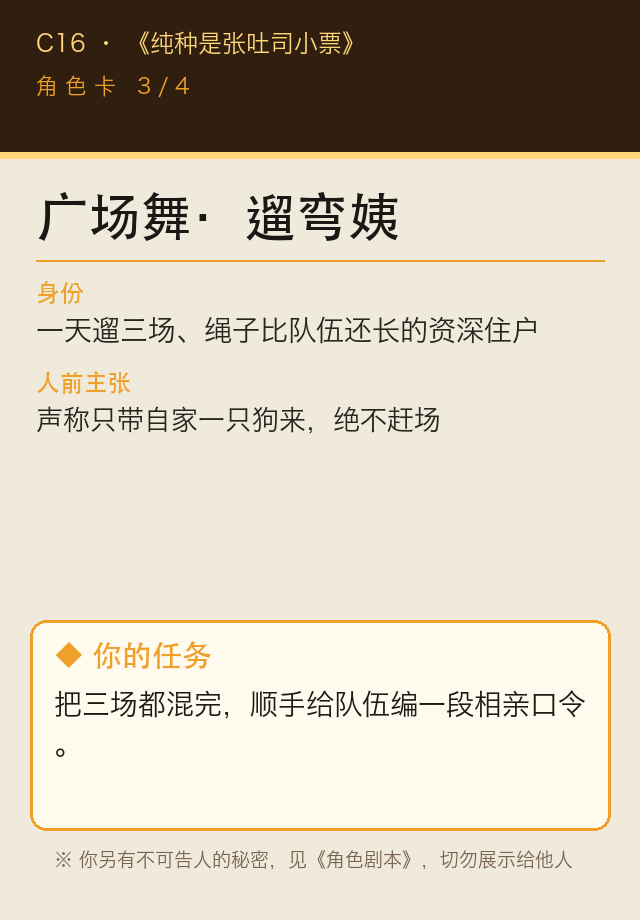 C16 · 《纯种是张吐司小票》
角色卡 3/4
广场舞· 遛弯姨
身份
一天遛三场、绳子比队伍还长的资深住户
人前主张
声称只带自家一只狗来，绝不赶场
◆ 你的任务
把三场都混完，顺手给队伍编一段相亲口令
。
※ 你另有不可告人的秘密，见《角色剧本》，切勿展示给他人